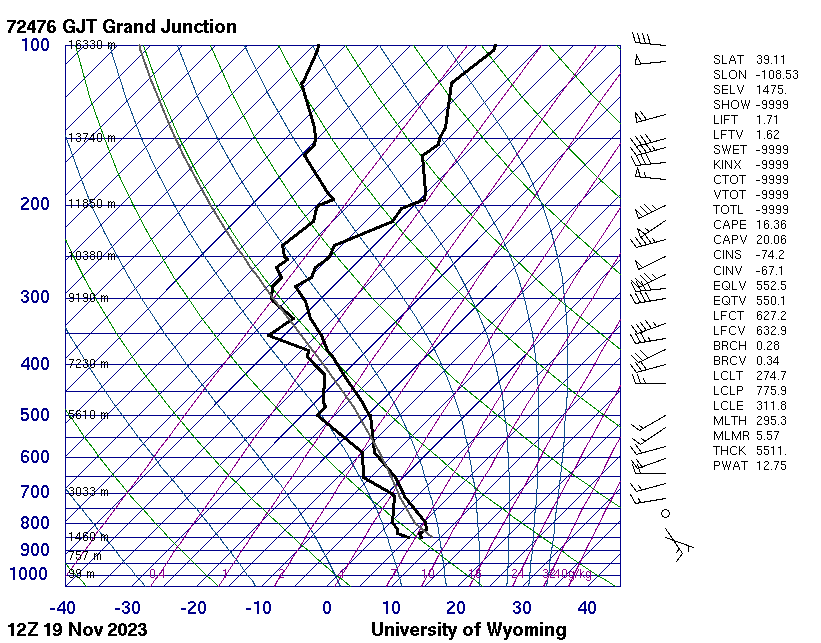 72476 GJT Grand Junction
100
16330 m
13740 m
200
11850 m
10380 m
300
9190 m
400
7230 m
500
5610 m
600
700
3033 m
800
1460 m
900
757 m
1000
99 m
0.4
1
2
4
7
10
16
24
32
40g/kg
-40
-30
-20
-10
0
10
20
30
40
12Z 19 Nov 2023
University of Wyoming
SLAT 39.11
SLON -108.53
SELV 1475.
SHOW -9999
LIFT 1.71
LFTV 1.62
SWET -9999
KINX -9999
CTOT -9999
VTOT -9999
TOTL -9999
CAPE 16.36
CAPV 20.06
CINS -74.2
CINV -67.1
EQLV 552.5
EQTV 550.1
LFCT 627.2
LFCV 632.9
BRCH 0.28
BRCV 0.34
LCLT 274.7
LCLP 775.9
LCLE 311.8
MLTH 295.3
MLMR 5.57
THCK 5511.
PWAT 12.75